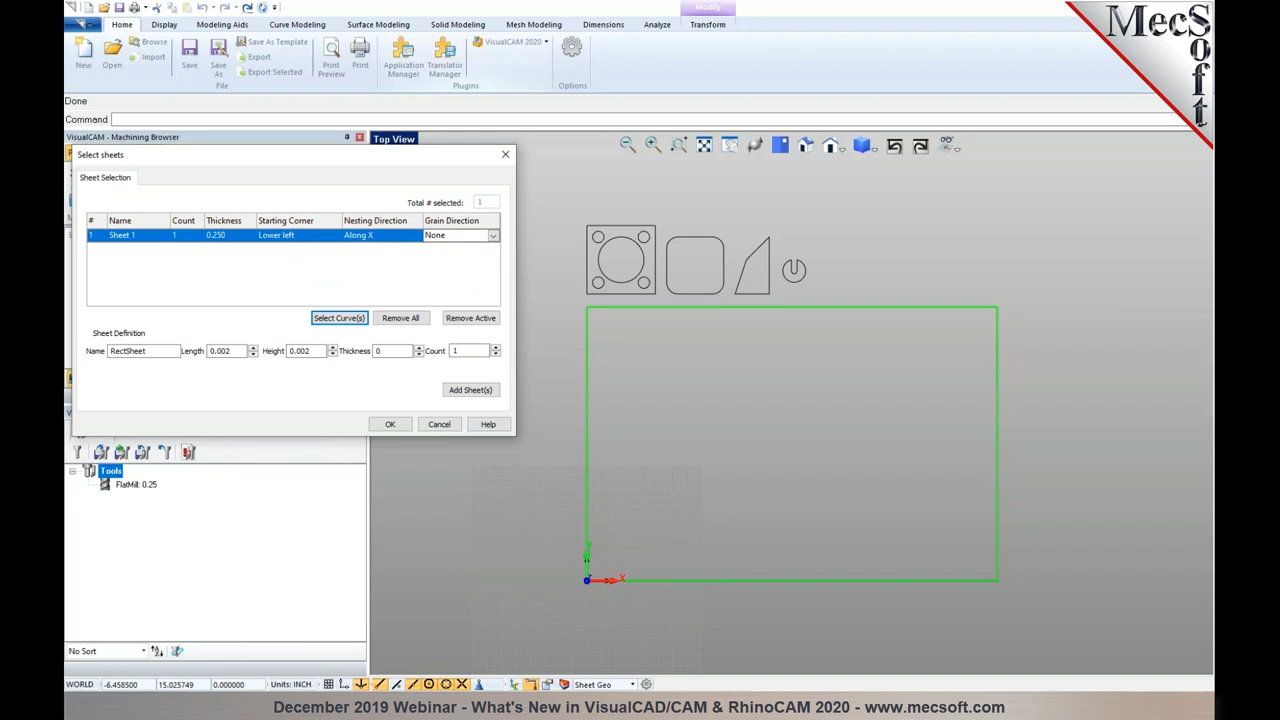 Modify
Home Display Modeling Aids Curve Modeling Surface Modeling Solid Modeling Mesh Modeling Dimensions Analyze Transform
New Open Browse Import Save Save As Save As Template Export Export Selected Print Preview Print Application Manager Translator Manager VisualCAM 2020 Options
File Plugins Options
MecSoft
Done
Command
VisualCAM - Machining Browser
Top View
Select sheets
Sheet Selection
Total # selected: 1
# Name Count Thickness Starting Corner Nesting Direction Grain Direction
1 Sheet 1 1 0.250 Lower left Along X None
Select Curve(s) Remove All Remove Active
Sheet Definition
Name RectSheet Length 0.002 Height 0.002 Thickness 0 Count 1
Add Sheet(s)
OK Cancel Help
Tools
FlatMill: 0.25
X
No Sort
WORLD -6.458500 15.025749 0.000000 Units: INCH Sheet Geo
December 2019 Webinar - What's New in VisualCAD/CAM & RhinoCAM 2020 - www.mecsoft.com